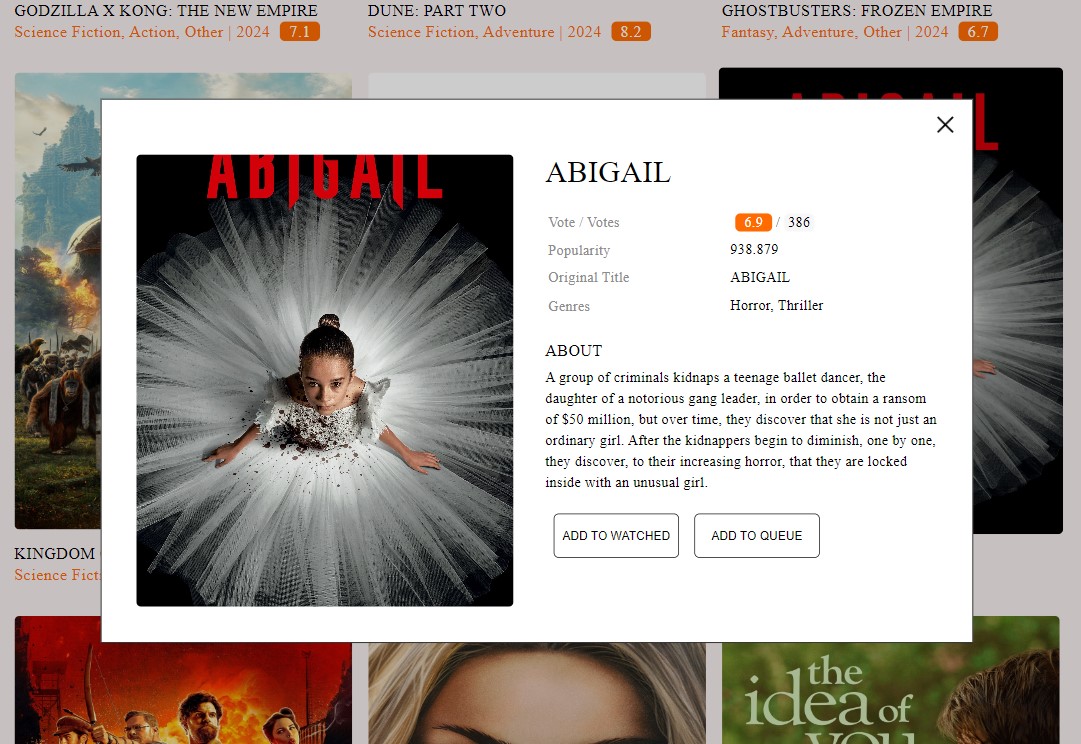 GODZILLA X KONG: THE NEW EMPIRE
Science Fiction, Action, Other | 2024 7.1
DUNE: PART TWO
Science Fiction, Adventure | 2024 8.2
GHOSTBUSTERS: FROZEN EMPIRE
Fantasy, Adventure, Other | 2024 6.7
ABIGAIL
ABIGAIL
Vote / Votes 6.9 / 386
Popularity 938.879
Original Title ABIGAIL
Genres Horror, Thriller
ABOUT
A group of criminals kidnaps a teenage ballet dancer, the
daughter of a notorious gang leader, in order to obtain a ransom
of $50 million, but over time, they discover that she is not just an
ordinary girl. After the kidnappers begin to diminish, one by one,
they discover, to their increasing horror, that they are locked
inside with an unusual girl.
ADD TO WATCHED ADD TO QUEUE
KINGDOM
Science
the
idea of
you